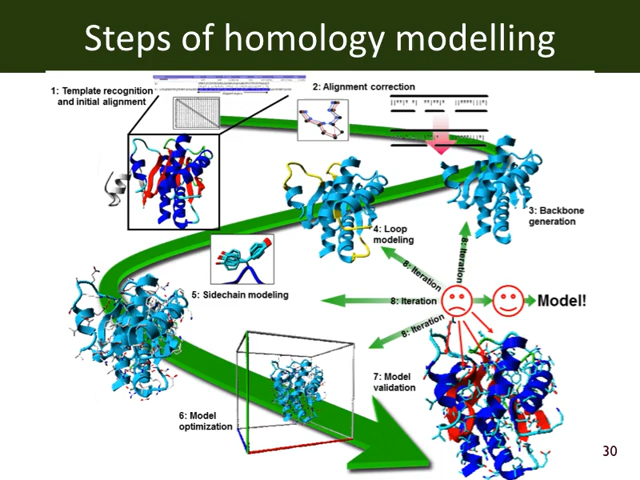 Steps of homology modelling
1: Template recognition
and initial alignment
2: Alignment correction
3: Backbone
generation
4: Loop
modeling
8: Iteration
8: Iteration
5: Sidechain modeling
8: Iteration
Model!
8: Iteration
7: Model
validation
6: Model
optimization
30